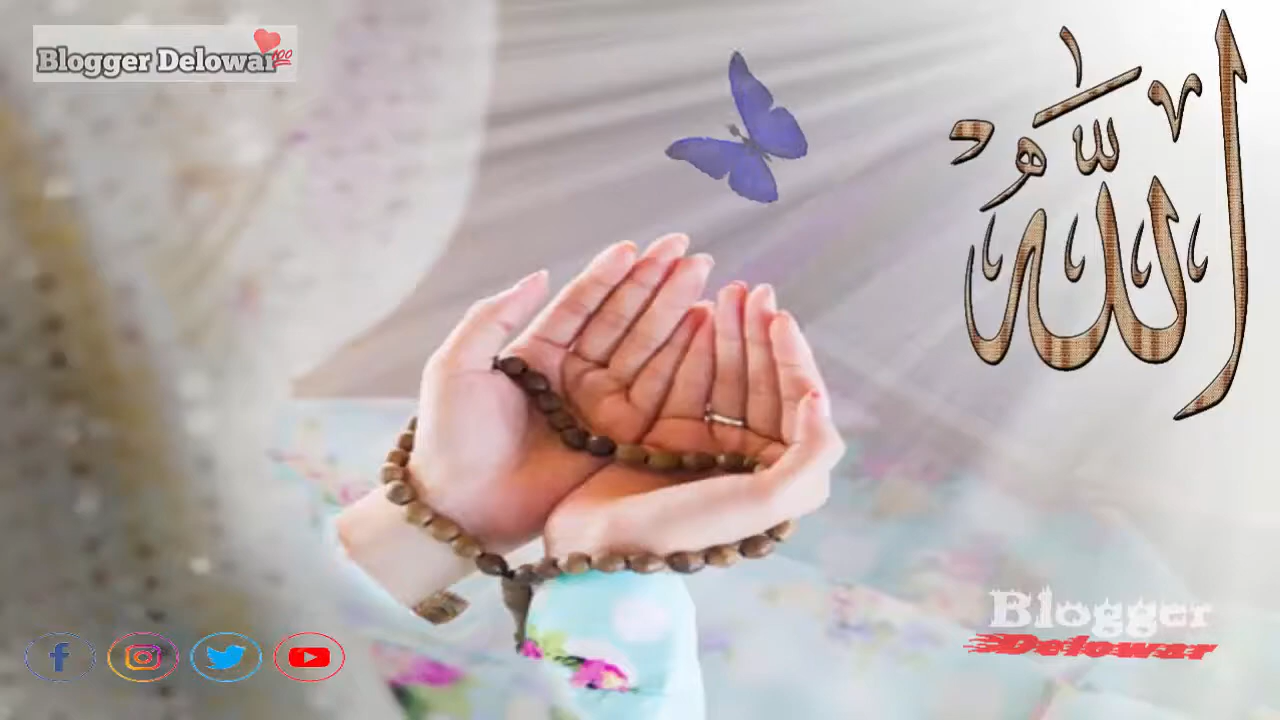 Blogger Delowar💯
الله
Blogger
Delowar